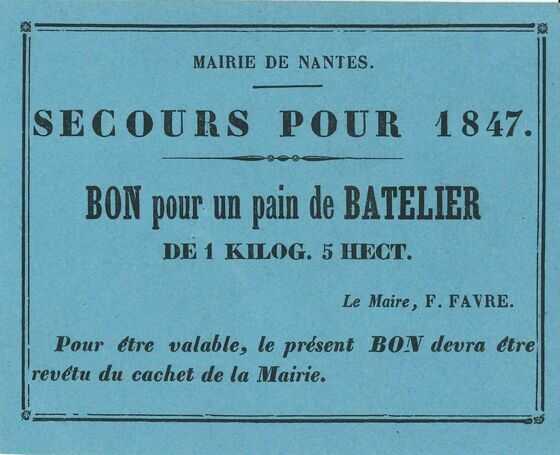 MAIRIE DE NANTES.
SECOURS POUR 1847.
BON pour un pain de BATELIER
DE 1 KILOG. 5 HECT.
Le Maire, F. FAVRE.
Pour être valable, le présent BON devra être
revétu du cachet de la Mairie.